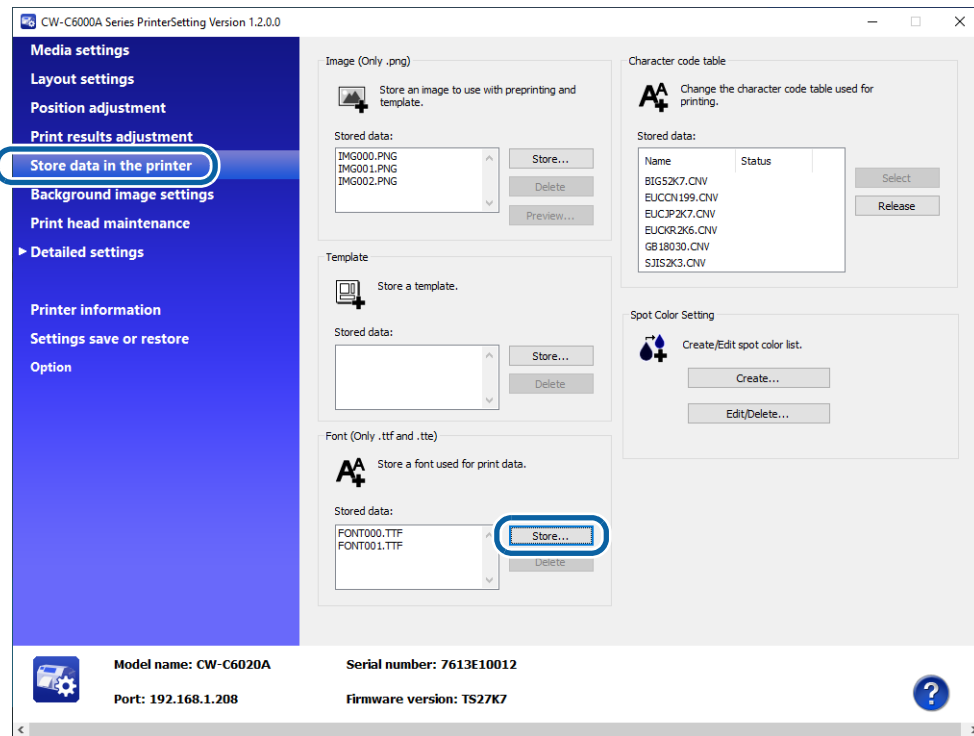 CW-C6000A Series PrinterSetting Version 1.2.0.0
Media settings
Layout settings
Position adjustment
Print results adjustment
Store data in the printer
Background image settings
Print head maintenance
Detailed settings
Printer information
Settings save or restore
Option
Image (Only .png)
Store an image to use with preprinting and
template.
Stored data:
IMG000.PNG
IMG001.PNG
IMG002.PNG
Store...
Delete
Preview...
Template
Store a template.
Stored data:
Store...
Delete
Font (Only .ttf and .tte)
Store a font used for print data.
Stored data:
FONT000.TTF
FONT001.TTF
Store...
Delete
Character code table
Change the character code table used for
printing.
Stored data:
Name Status
BIG52K7.CNV
EUCCN199.CNV
EUCJP2K7.CNV
EUCKR2K6.CNV
GB18030.CNV
SJIS2K3.CNV
Select
Release
Spot Color Setting
Create/Edit spot color list.
Create...
Edit/Delete...
Model name: CW-C6020A
Serial number: 7613E10012
Port: 192.168.1.208
Firmware version: TS27K7